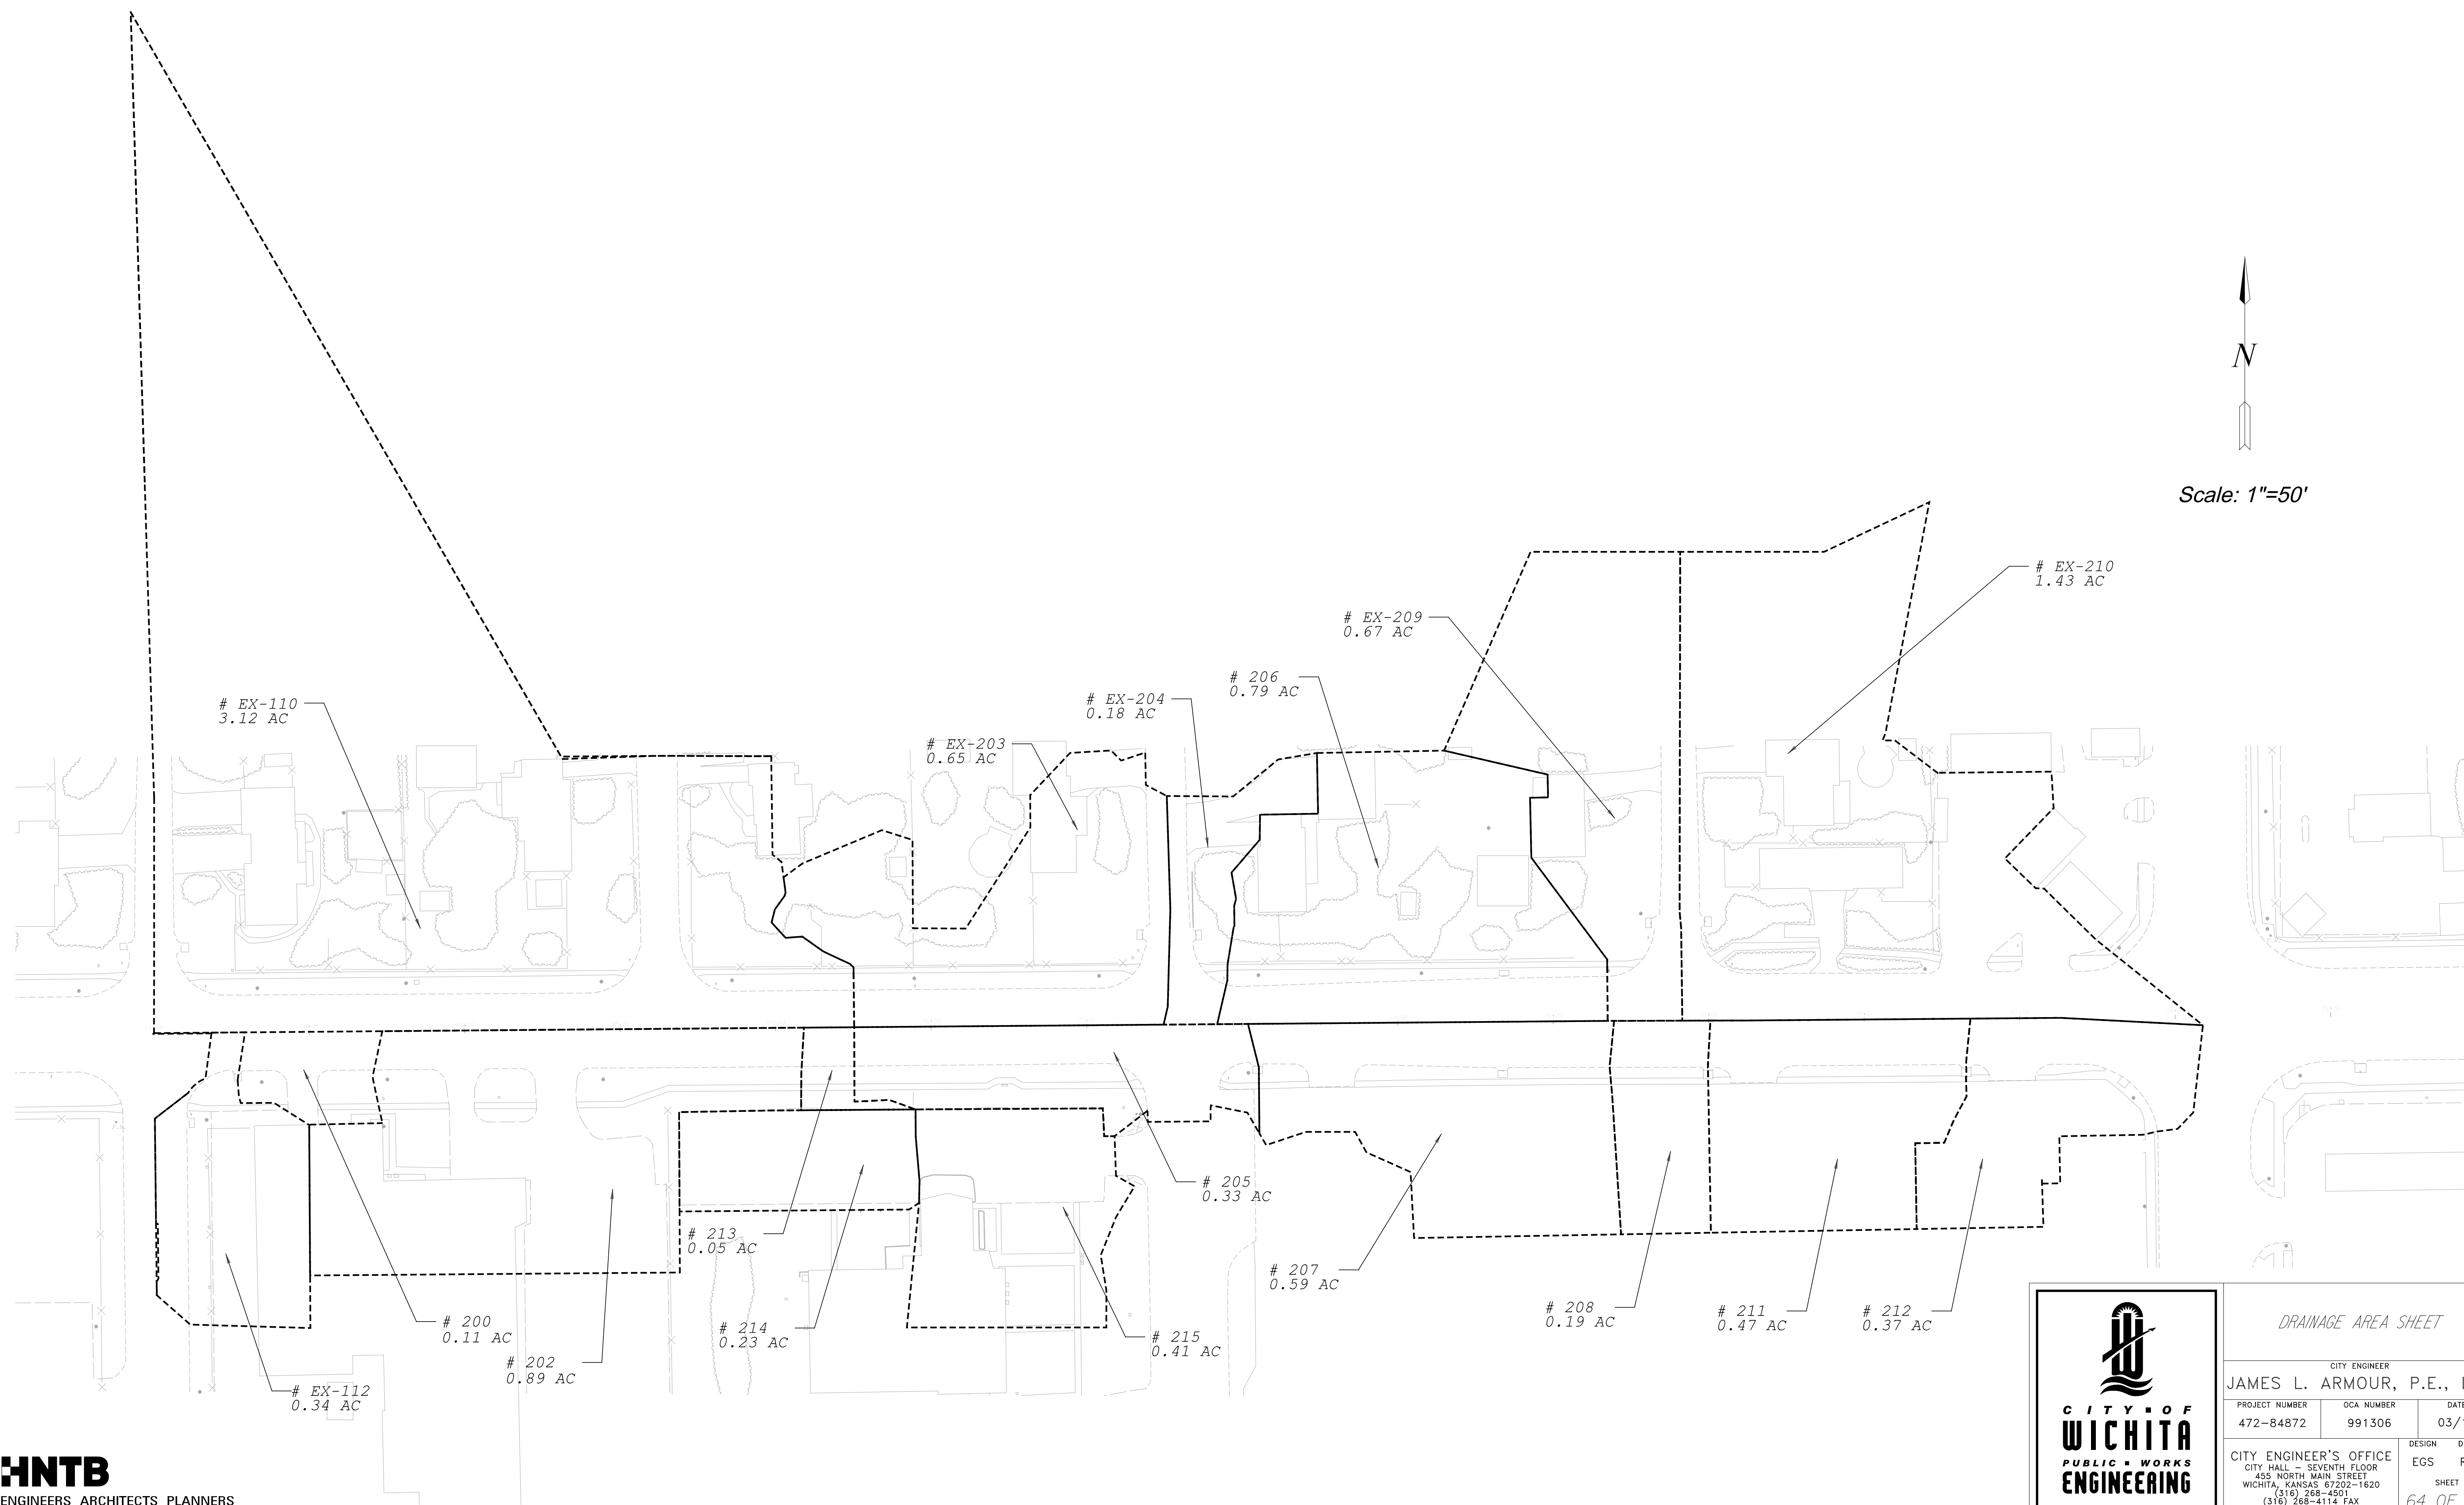 N
Scale: 1"=50'
# EX-210
1.43 AC
# EX-209
0.67 AC
# 206
0.79 AC
# EX-204
0.18 AC
# EX-110
3.12 AC
# EX-203
0.65 AC
# 205
0.33 AC
# 213
0.05 AC
# 207
0.59 AC
# 208
0.19 AC
# 211
0.47 AC
# 212
0.37 AC
# 200
0.11 AC
# 214
0.23 AC
# 215
0.41 AC
# 202
0.89 AC
# EX-112
0.34 AC
HNTB
ENGINEERS ARCHITECTS PLANNERS
CITY OF
WICHITA
PUBLIC WORKS
ENGINEERING
DRAINAGE AREA SHEET
CITY ENGINEER
JAMES L. ARMOUR, P.E.,
PROJECT NUMBER
OCA NUMBER
472-84872
991306
03/
CITY ENGINEER'S OFFICE
CITY HALL - SEVENTH FLOOR
455 NORTH MAIN STREET
WICHITA, KANSAS 67202-1620
(316) 268-4501
(316) 268-4114 FAX
DESIGN
EGS
SHEET
64 OF